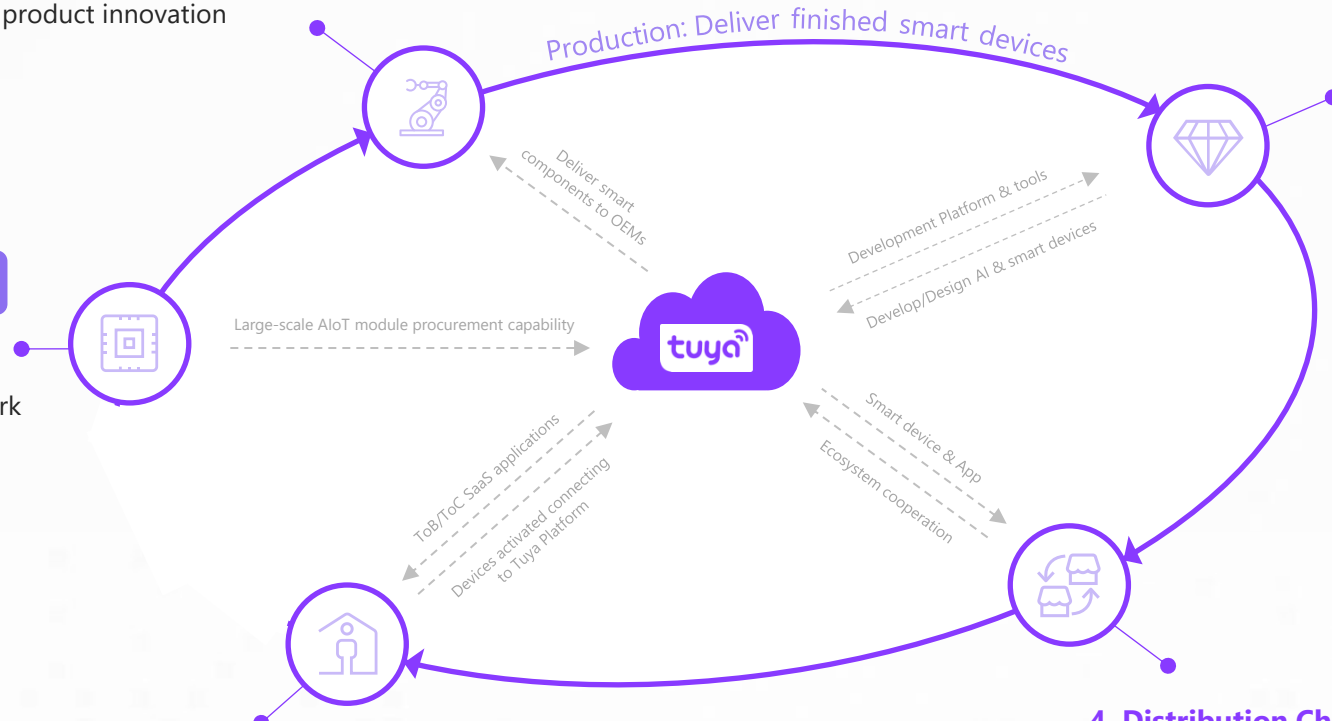 product innovation
Production: Deliver finished smart devices
Deliver smart
components to OEMs
Development Platform & tools
Develop/Design AI & smart devices
Large-scale AIoT module procurement capability
tuya
Smart device & App
Ecosystem cooperation
ToB/ToC SaaS applications
Devices activated connecting
to Tuya Platform
4. Distribution